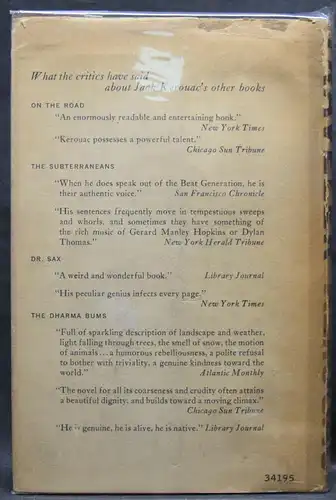 What the critics have said
about Jack Kerouac's other books
ON THE ROAD
"An enormously readable and entertaining book."
New York Times
"Kerouac possesses a powerful talent."
Chicago Sun Tribune
THE SUBTERRANEANS
"When he does speak out of the Beat Generation, he is
their authentic voice." San Francisco Chronicle
"His sentences frequently move in tempestuous sweeps
and whorls, and sometimes they have something of
the rich music of Gerard Manley Hopkins or Dylan
Thomas." New York Herald Tribune
DR. SAX
"A weird and wonderful book." Library Journal
"His peculiar genius infects every page."
New York Times
THE DHARMA BUMS
"Full of sparkling description of landscape and weather,
light falling through trees, the smell of snow, the motion
of animals...a humorous rebelliousness, a polite refusal
to bother with triviality, a genuine kindness toward the
world." Atlantic Monthly
"The novel for all its coarseness and crudity often attains
a beautiful dignity, and builds toward a moving climax."
Chicago Sun Tribune
"He is genuine, he is alive, he is native." Library Journal
34195